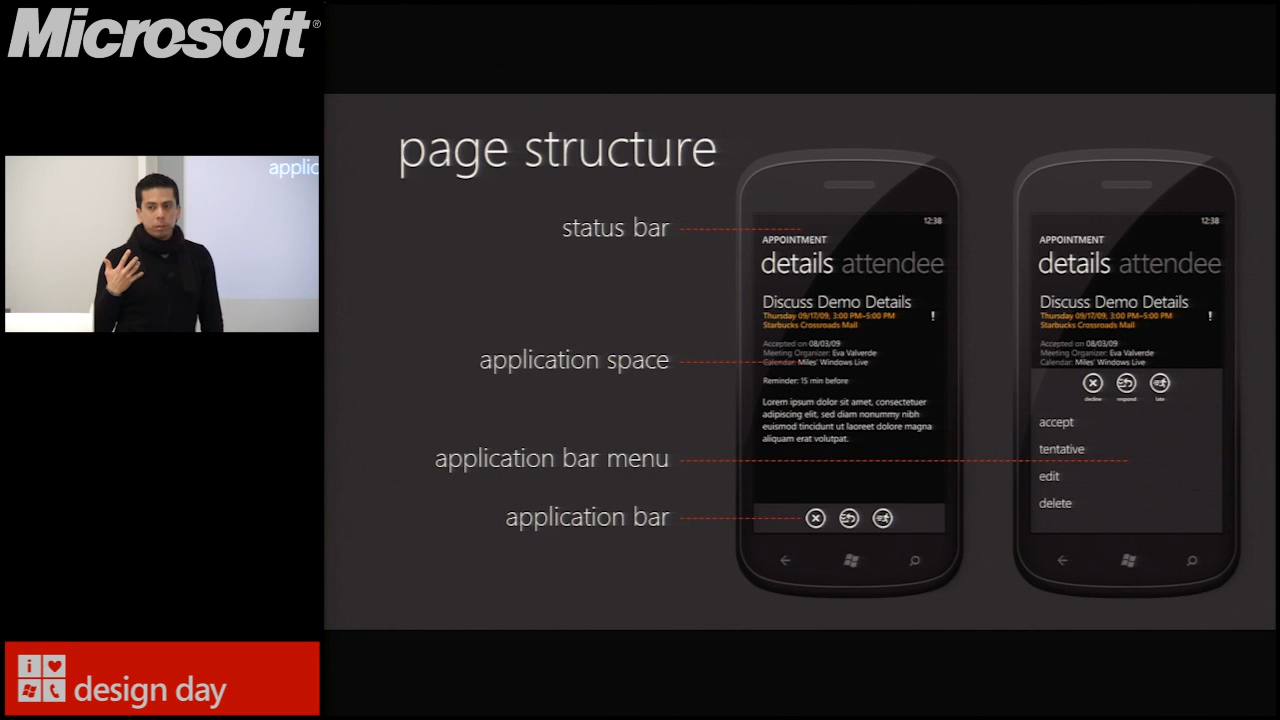 Microsoft®
applic
i
design day
page structure
status bar
application space
application bar menu
application bar
12:38
APPOINTMENT
details attendee
Discuss Demo Details
Thursday 09/17/09, 3:00 PM–5:00 PM
!
Starbucks Crossroads Mall
Accepted on 08/03/09
Meeting Organizer: Eva Valverde
Calendar: Miles' Windows Live
Reminder: 15 min before
Lorem ipsum dolor sit amet, consectetuer
adipiscing elit, sed diam nonummy nibh
euismod tincidunt ut laoreet dolore magna
aliquam erat volutpat.
12:38
APPOINTMENT
details attendee
Discuss Demo Details
Thursday 09/17/09, 3:00 PM–5:00 PM
!
Starbucks Crossroads Mall
Accepted on 08/03/09
Meeting Organizer: Eva Valverde
Calendar: Miles' Windows Live
decline respond late
accept
tentative
edit
delete